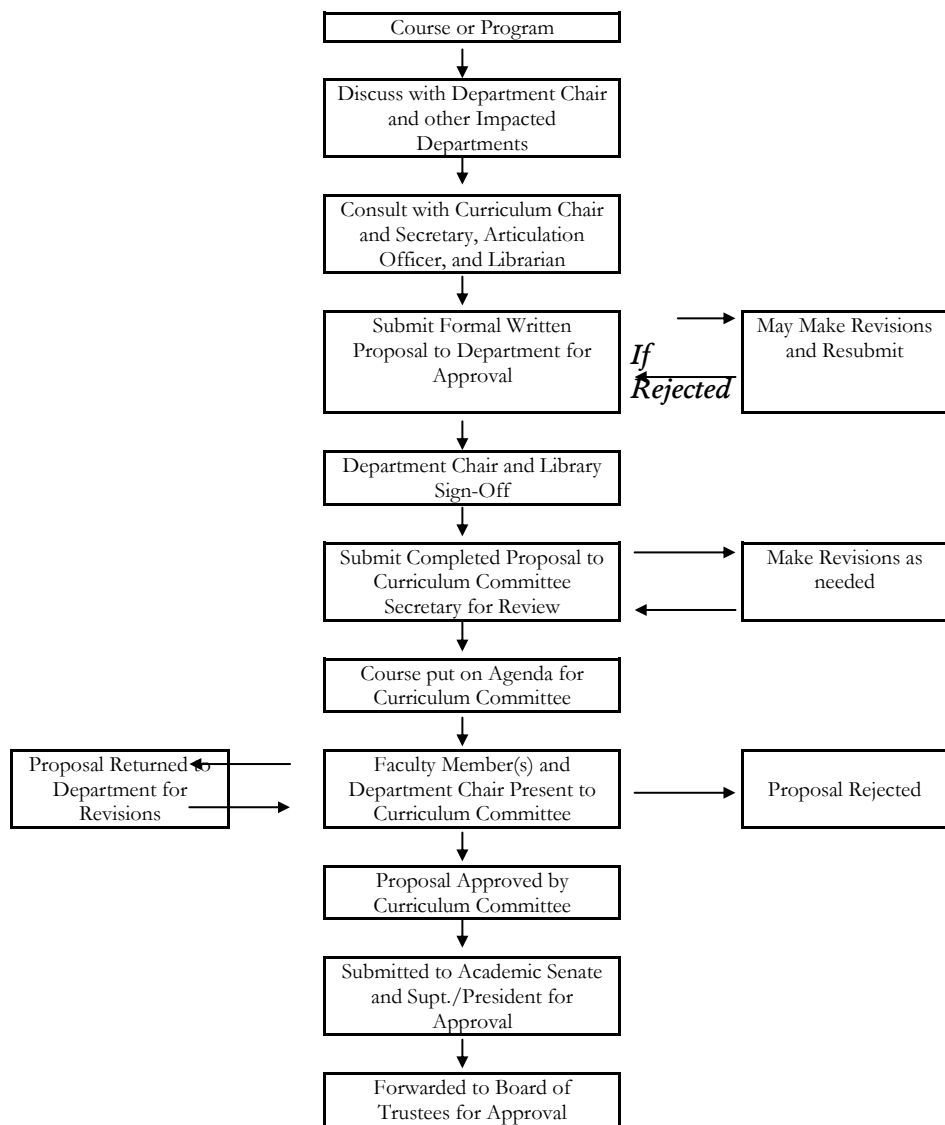 Course or Program
Discuss with Department Chair
and other Impacted
Departments
Consult with Curriculum Chair
and Secretary, Articulation
Officer, and Librarian
Submit Formal Written
Proposal to Department for
Approval
If
Rejected
May Make Revisions
and Resubmit
Department Chair and Library
Sign-Off
Submit Completed Proposal to
Curriculum Committee
Secretary for Review
Make Revisions as
needed
Course put on Agenda for
Curriculum Committee
Proposal Returned to
Department for
Revisions
Faculty Member(s) and
Department Chair Present to
Curriculum Committee
Proposal Rejected
Proposal Approved by
Curriculum Committee
Submitted to Academic Senate
and Supt./President for
Approval
Forwarded to Board of
Trustees for Approval